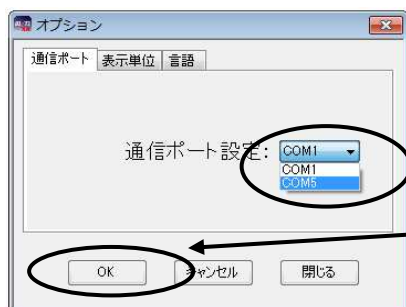 オプション
通信ポート 表示単位 言語
通信ポート設定: COM1
COM1
COM5
OK キャンセル 閉じる